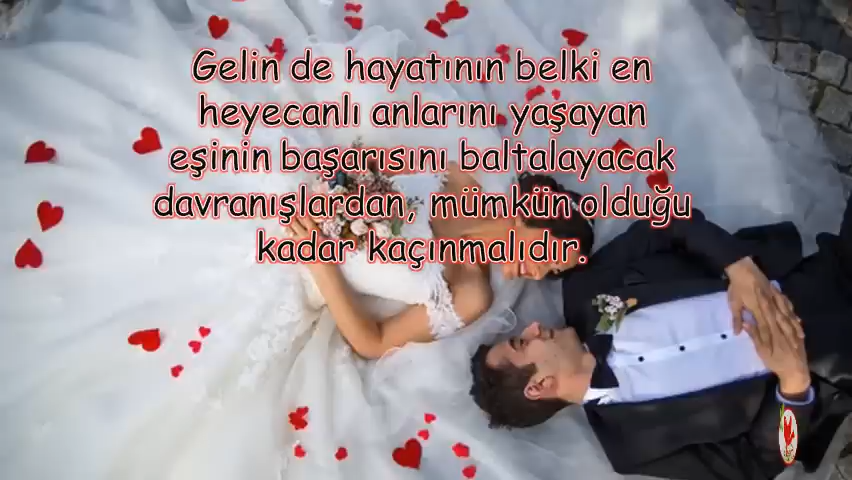 Gelin de hayatının belki en
heyecanlı anlarını yaşayan
eşinin başarısını baltalayacak
davranışlardan, mümkün olduğu
kadar kaçınmalıdır.